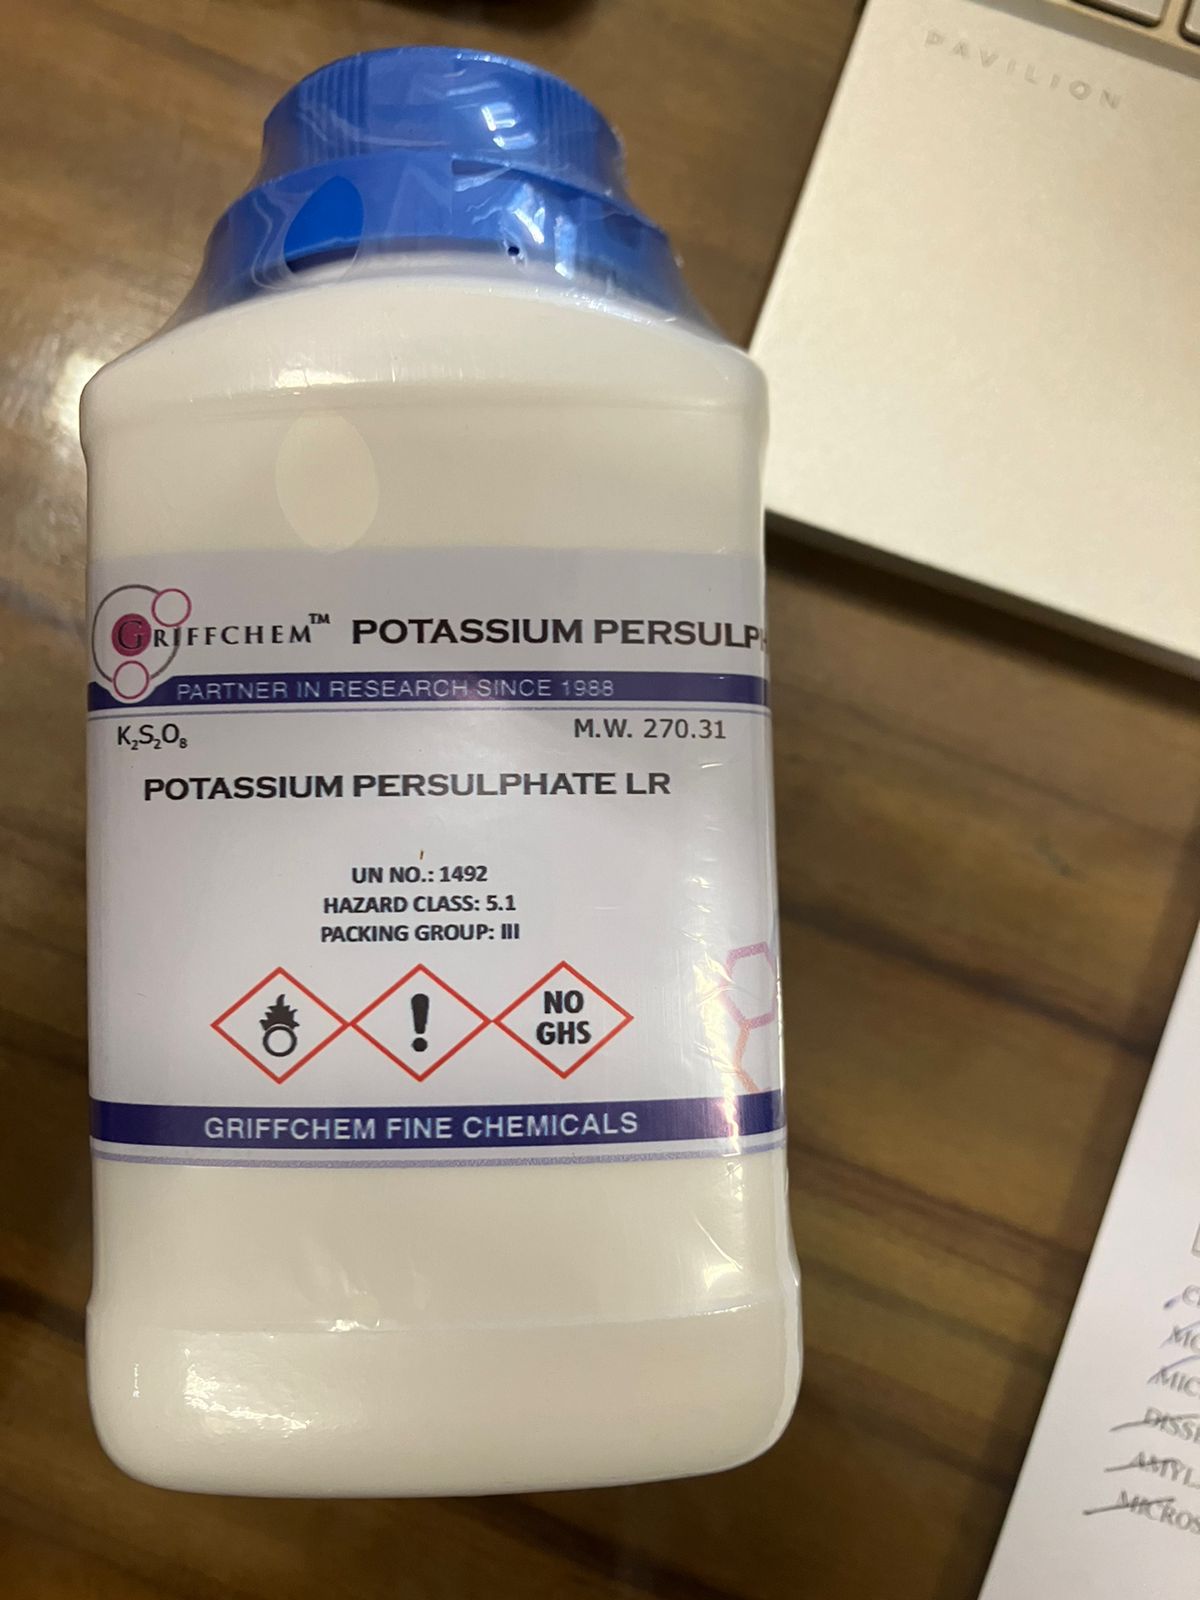 PAVILION
GRIFFCHEM™ POTASSIUM PERSULPH
PARTNER IN RESEARCH SINCE 1988
K₂S₂O₈ M.W. 270.31
POTASSIUM PERSULPHATE LR
UN NO.: 1492
HAZARD CLASS: 5.1
PACKING GROUP: III
!
NO
GHS
GRIFFCHEM FINE CHEMICALS